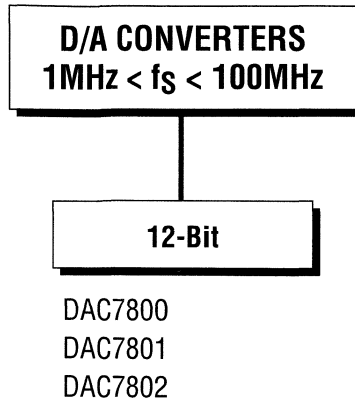 D/A CONVERTERS
1MHz < fS < 100MHz
12-Bit
DAC7800
DAC7801
DAC7802